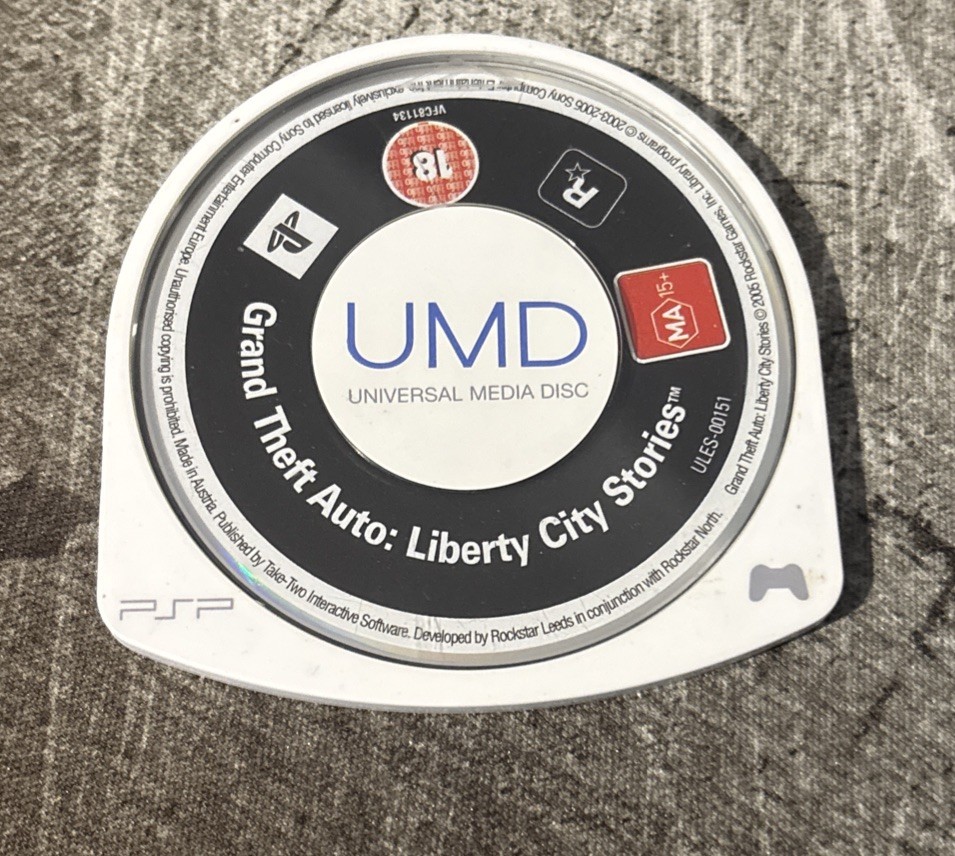 UMD
UNIVERSAL MEDIA DISC
Grand Theft Auto: Liberty City Stories™
ULES-00151
MA 15+
R
18
VFC81134
PSP
Grand Theft Auto: Liberty City Stories © 2005 Rockstar Games, Inc. Library programs © 2003-2005 Sony Computer Entertainment Inc. exclusively licensed to Sony Computer Entertainment Europe. Unauthorised copying is prohibited. Made in Austria. Published by Take-Two Interactive Software. Developed by Rockstar Leeds in conjunction with Rockstar North.